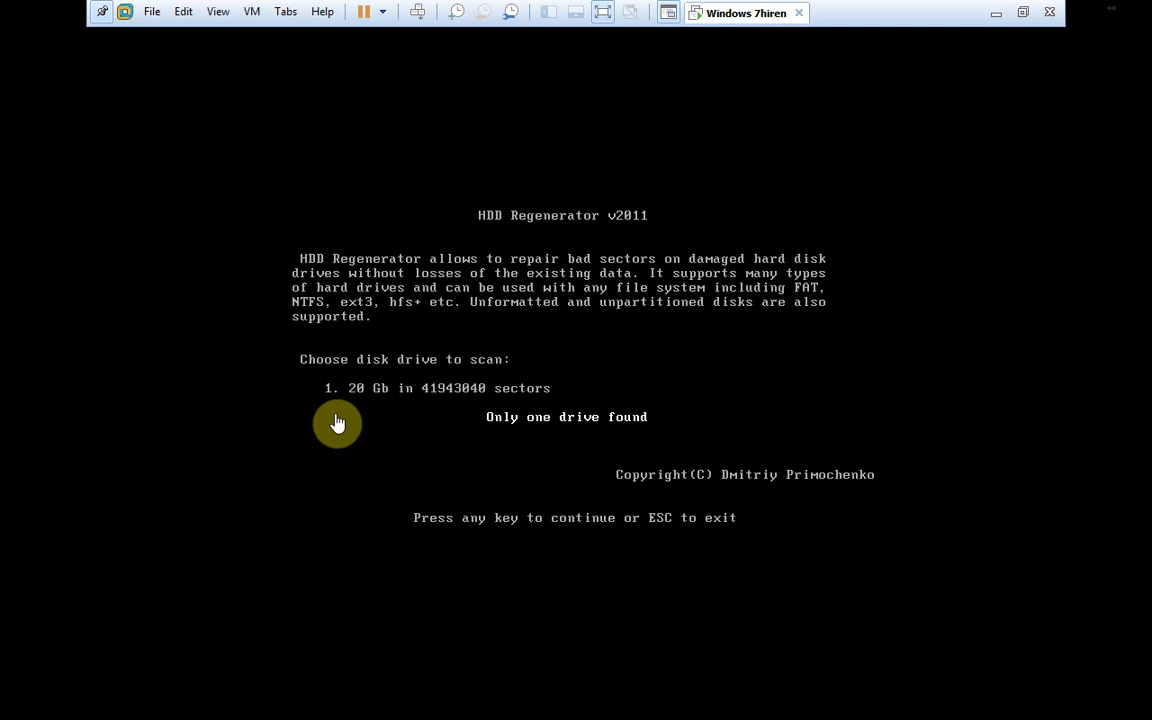 File Edit View VM Tabs Help Windows 7hiren
HDD Regenerator v2011
HDD Regenerator allows to repair bad sectors on damaged hard disk
drives without losses of the existing data. It supports many types
of hard drives and can be used with any file system including FAT,
NTFS, ext3, hfs+ etc. Unformatted and unpartitioned disks are also
supported.
Choose disk drive to scan:
1. 20 Gb in 41943040 sectors
Only one drive found
Copyright(C) Dmitriy Primochenko
Press any key to continue or ESC to exit